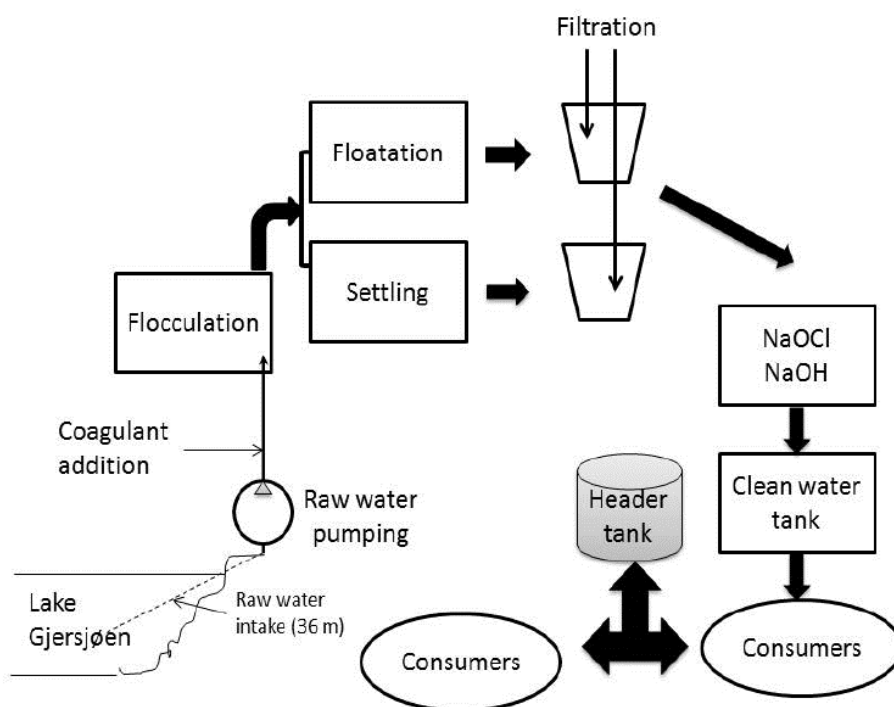 Filtration
Floatation
Settling
Flocculation
NaOCl
NaOH
Coagulant
addition
Raw water
pumping
Header
tank
Clean water
tank
Lake
Gjersjøen
Raw water
intake (36 m)
Consumers
Consumers